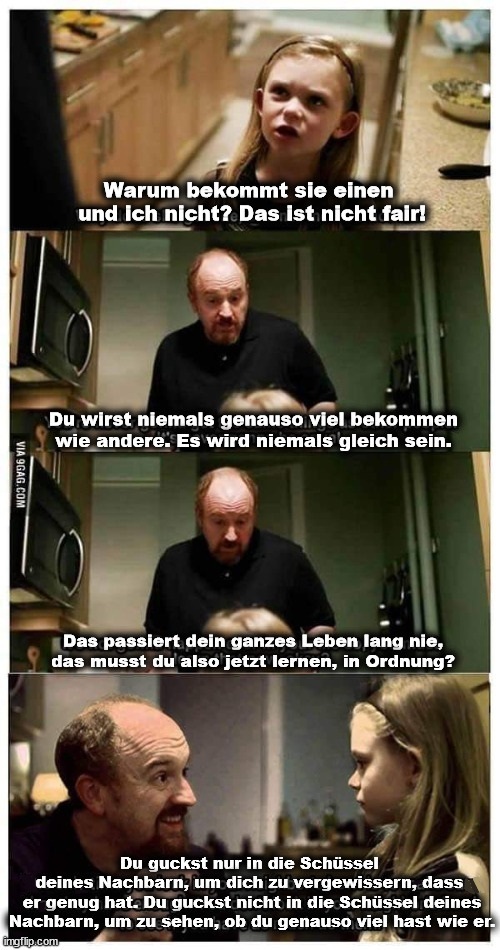 Warum bekommt sie einen
und ich nicht? Das ist nicht fair!
Du wirst niemals genauso viel bekommen
wie andere. Es wird niemals gleich sein.
VIA 9GAG.COM
Das passiert dein ganzes Leben lang nie,
das musst du also jetzt lernen, in Ordnung?
Du guckst nur in die Schüssel
deines Nachbarn, um dich zu vergewissern, dass
er genug hat. Du guckst nicht in die Schüssel deines
Nachbarn, um zu sehen, ob du genauso viel hast wie er.
imgflip.com